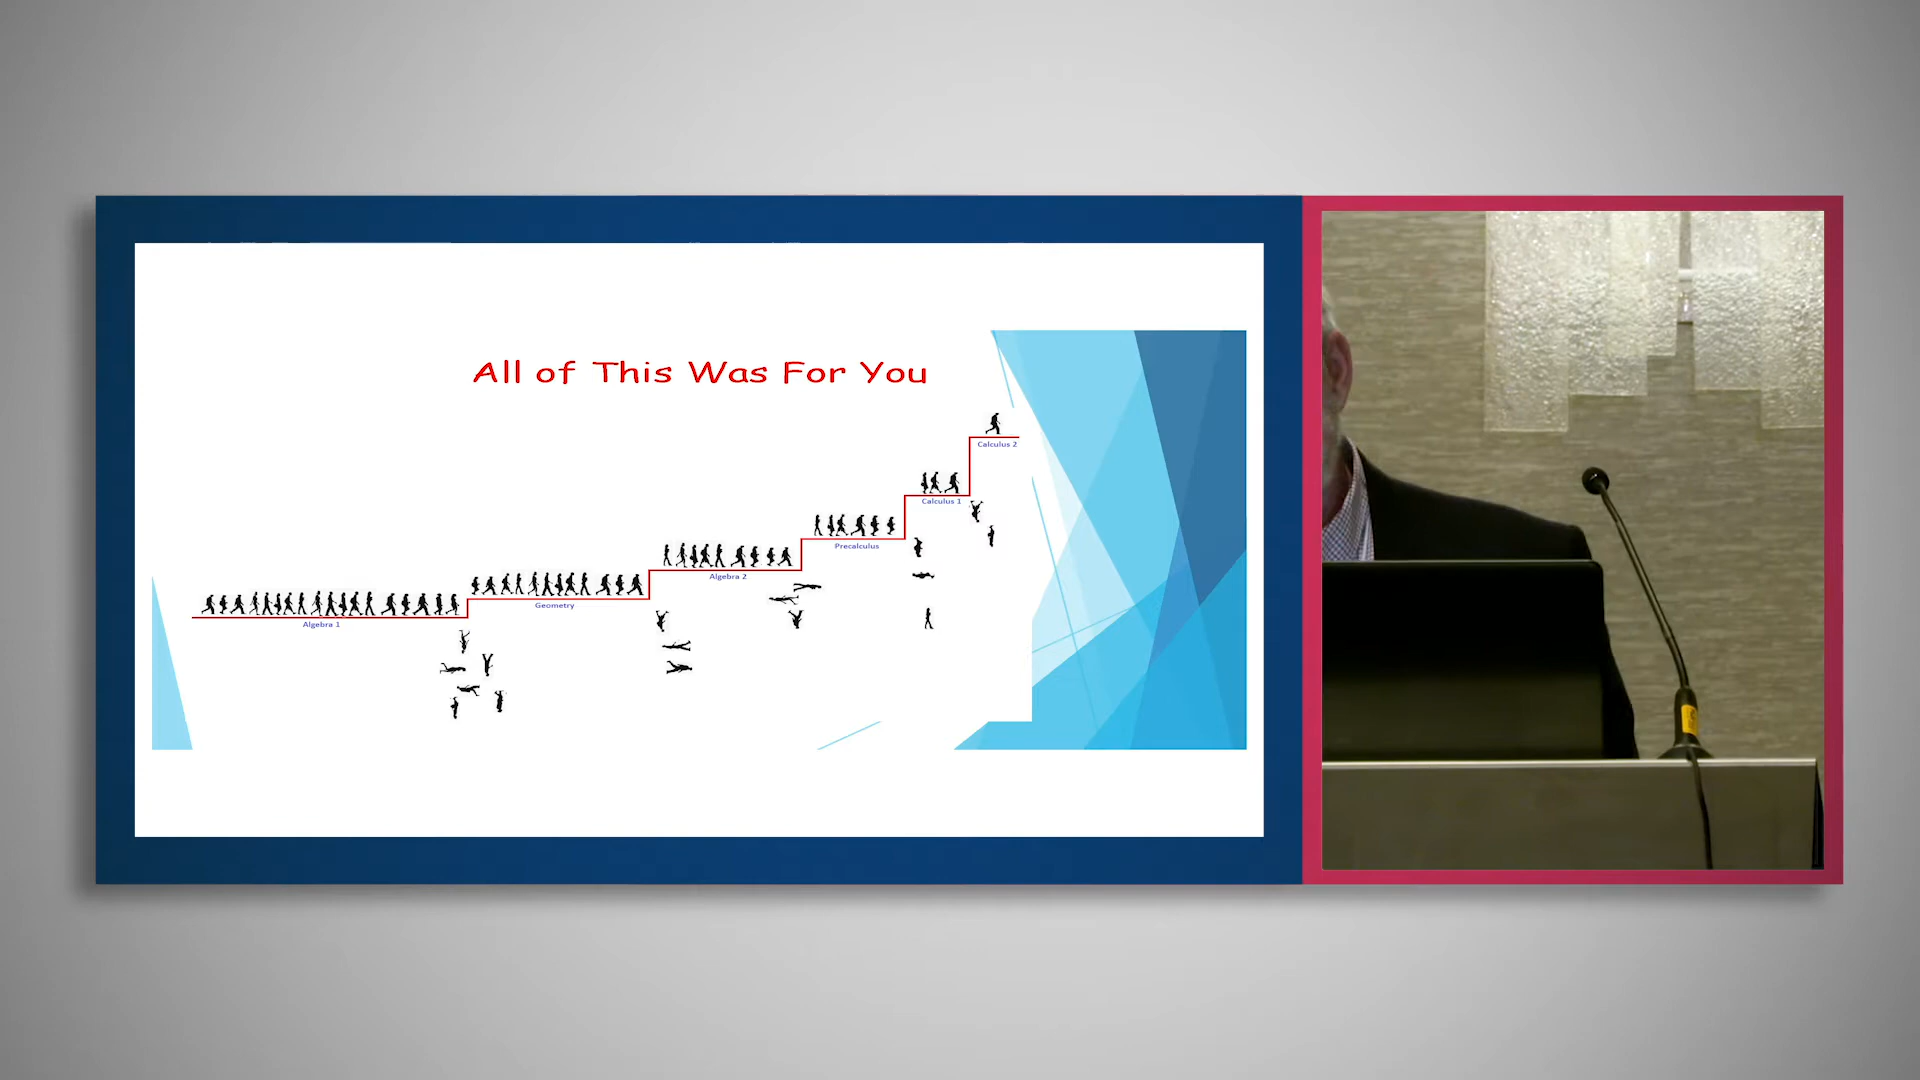 All of This Was For You
Calculus 2
Calculus 1
Precalculus
Algebra 2
Geometry
Algebra 1